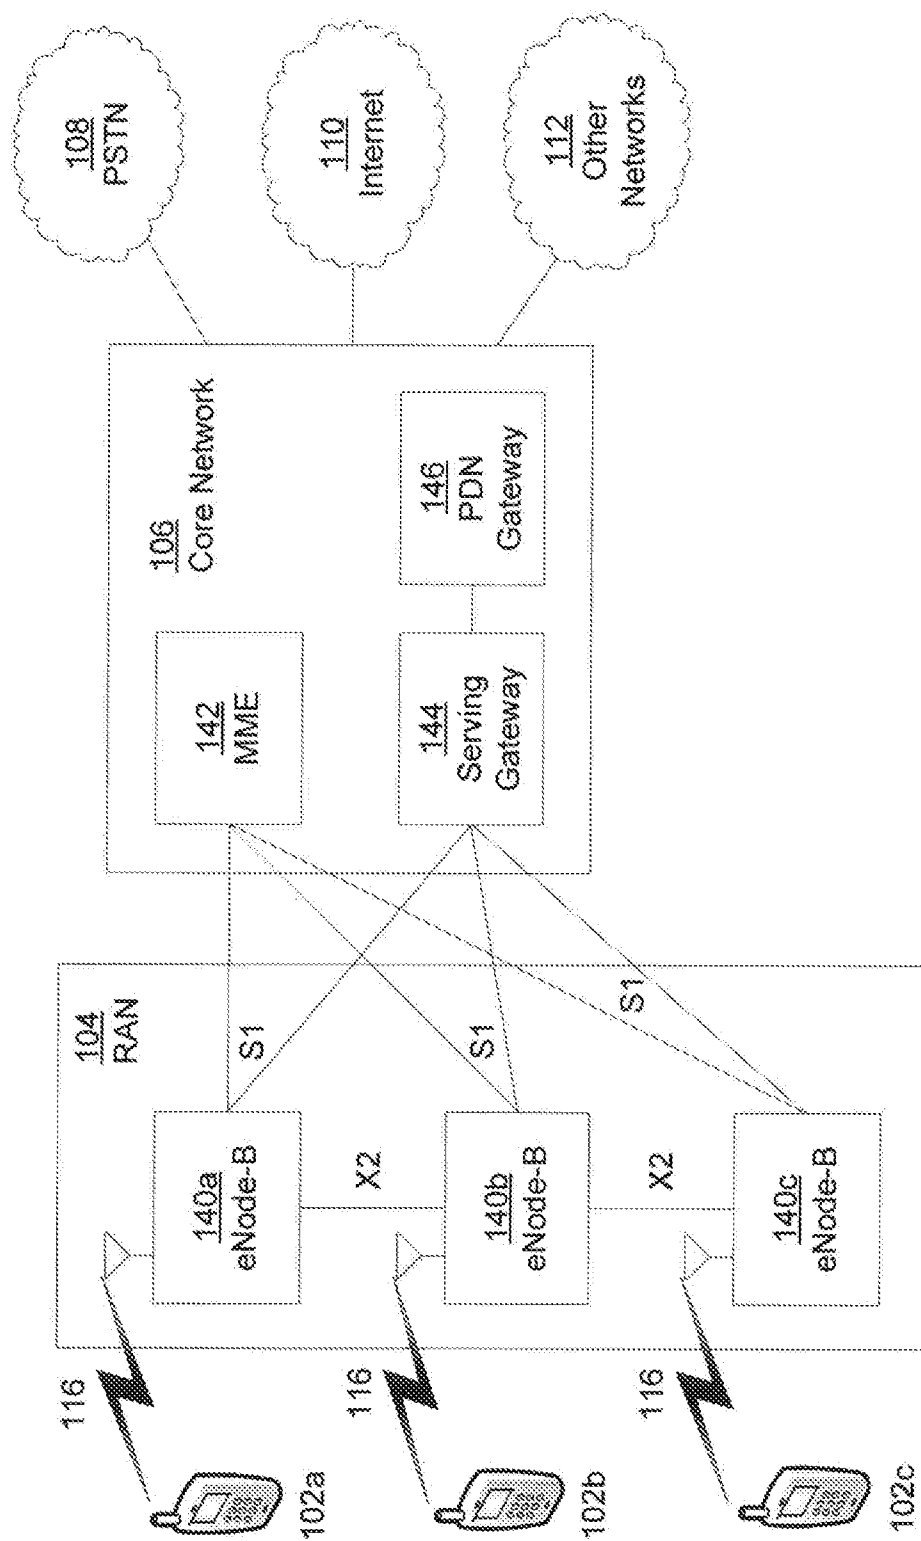 104
RAN
106
Core Network
108
PSTN
116
140a
eNode-B
S1
142
MME
102a
X2
110
Internet
116
140b
eNode-B
S1
144
Serving
Gateway
146
PDN
Gateway
102b
X2
112
Other
Networks
116
140c
eNode-B
S1
102c